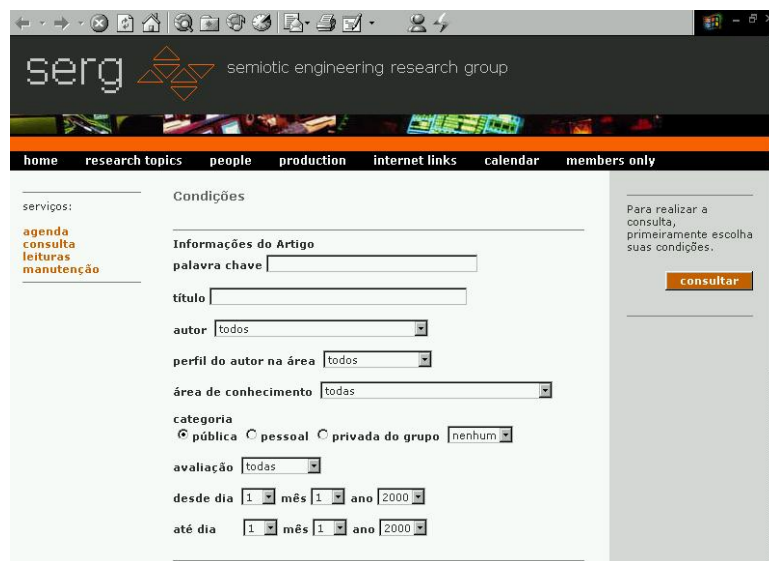 serg semiotic engineering research group
home research topics people production internet links calendar members only
serviços:
agenda
consulta
leituras
manutenção
Condições
Informações do Artigo
palavra chave
título
autor todos
perfil do autor na área todos
área de conhecimento todas
categoria
pública pessoal privada do grupo nenhum
avaliação todas
desde dia 1 mês 1 ano 2000
até dia 1 mês 1 ano 2000
Para realizar a
consulta,
primeiramente escolha
suas condições.
consultar